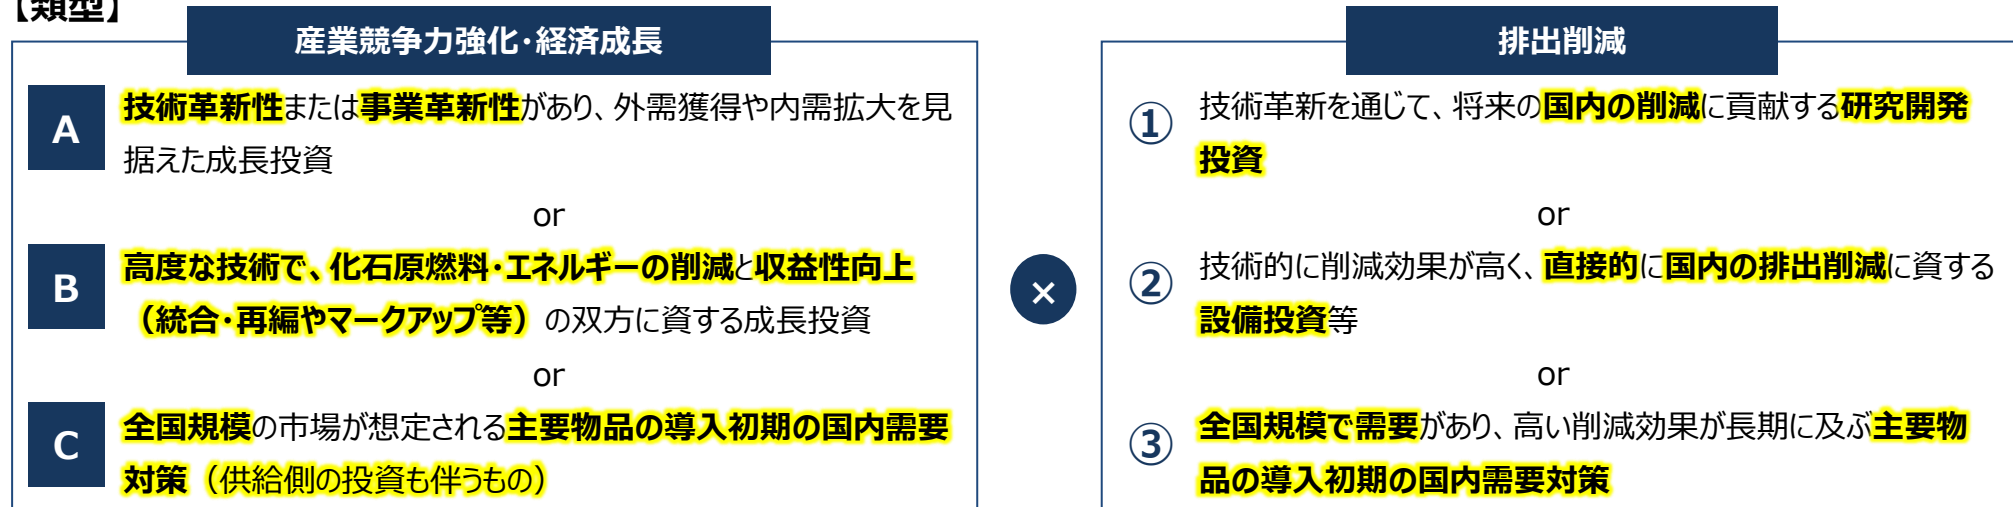 【類型】
産業競争力強化・経済成長
A
技術革新性または事業革新性があり、外需獲得や内需拡大を見
据えた成長投資
or
B
高度な技術で、化石原燃料・エネルギーの削減と収益性向上
（統合・再編やマークアップ等）の双方に資する成長投資
or
C
全国規模の市場が想定される主要物品の導入初期の国内需要
対策（供給側の投資も伴うもの）
×
排出削減
①
技術革新を通じて、将来の国内の削減に貢献する研究開発
投資
or
②
技術的に削減効果が高く、直接的に国内の排出削減に資する
設備投資等
or
③
全国規模で需要があり、高い削減効果が長期に及ぶ主要物
品の導入初期の国内需要対策